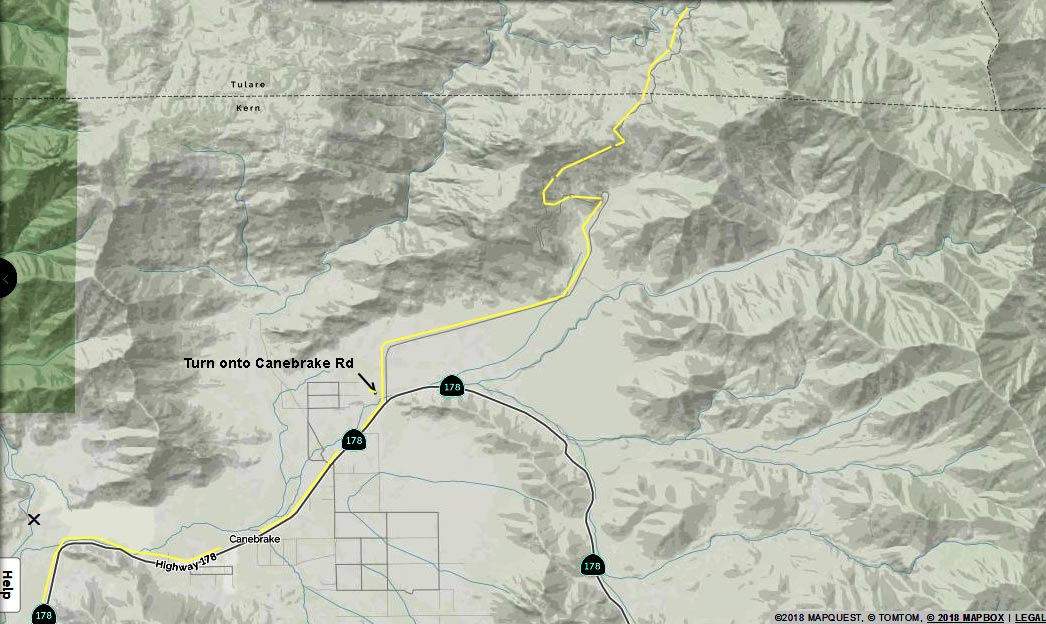 Tulare
Kern
Turn onto Canebrake Rd
178
178
Canebrake
Highway 178
178
Help
178
©2018 MAPQUEST, © TOMTOM, © 2018 MAPBOX | LEGAL